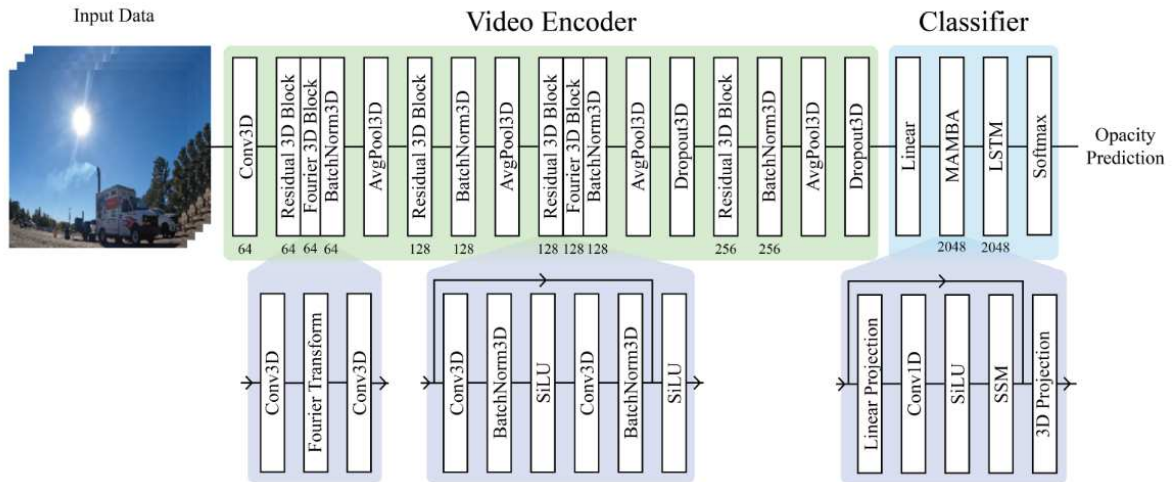 Input Data
Video Encoder
Classifier
Conv3D
Residual 3D Block
Fourier 3D Block
BatchNorm3D
AvgPool3D
Residual 3D Block
BatchNorm3D
AvgPool3D
Residual 3D Block
Fourier 3D Block
BatchNorm3D
AvgPool3D
Dropout3D
Residual 3D Block
BatchNorm3D
AvgPool3D
Dropout3D
Linear
MAMBA
LSTM
Softmax
Opacity
Prediction
64
64
64
64
128
128
128
128
128
256
256
2048
2048
Conv3D
Fourier Transform
Conv3D
Conv3D
BatchNorm3D
SiLU
Conv3D
BatchNorm3D
SiLU
Linear Projection
Conv1D
SiLU
SSM
3D Projection